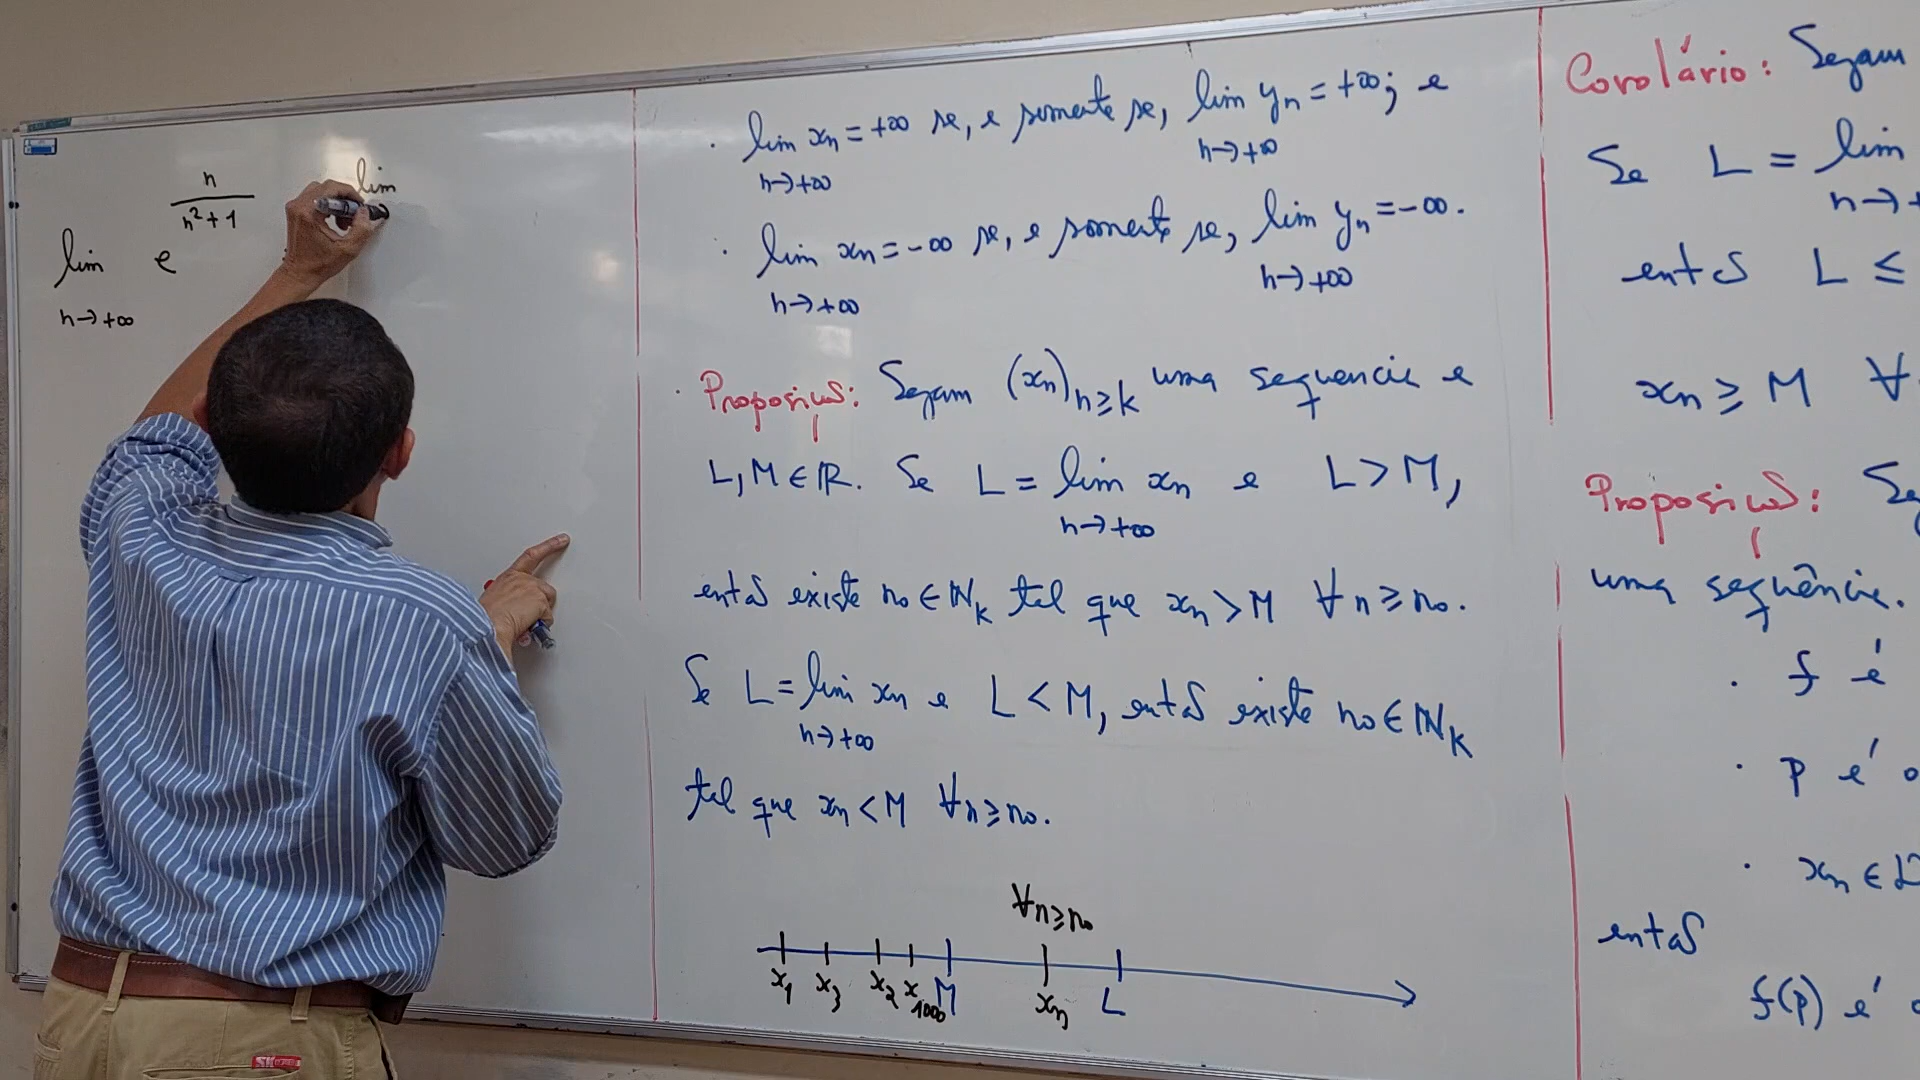 n
n²+1
lim e
n→+∞
lim
lim xn = +∞ se, e somente se, lim yn = +∞; e
n→+∞ n→+∞
lim xn = -∞ se, e somente se, lim yn = -∞.
n→+∞ n→+∞
Proposição: Sejam (xn)n≥k uma sequencia e
L, M ∈ ℝ. Se L = lim xn e L > M,
n→+∞
então existe n₀ ∈ ℕk tal que xn > M ∀n ≥ n₀.
Se L = lim xn e L < M, então existe n₀ ∈ ℕk
n→+∞
tal que xn < M ∀n ≥ n₀.
∀n≥n₀
x₁ x₃ x₂ x₁₀₀₀ M xn L
Corolário: Sejam
Se L = lim
n→+
então L ≤
xn ≥ M ∀
Proposição: Se
uma sequência.
· f é
· p é
· xn ∈
então
f(p) é